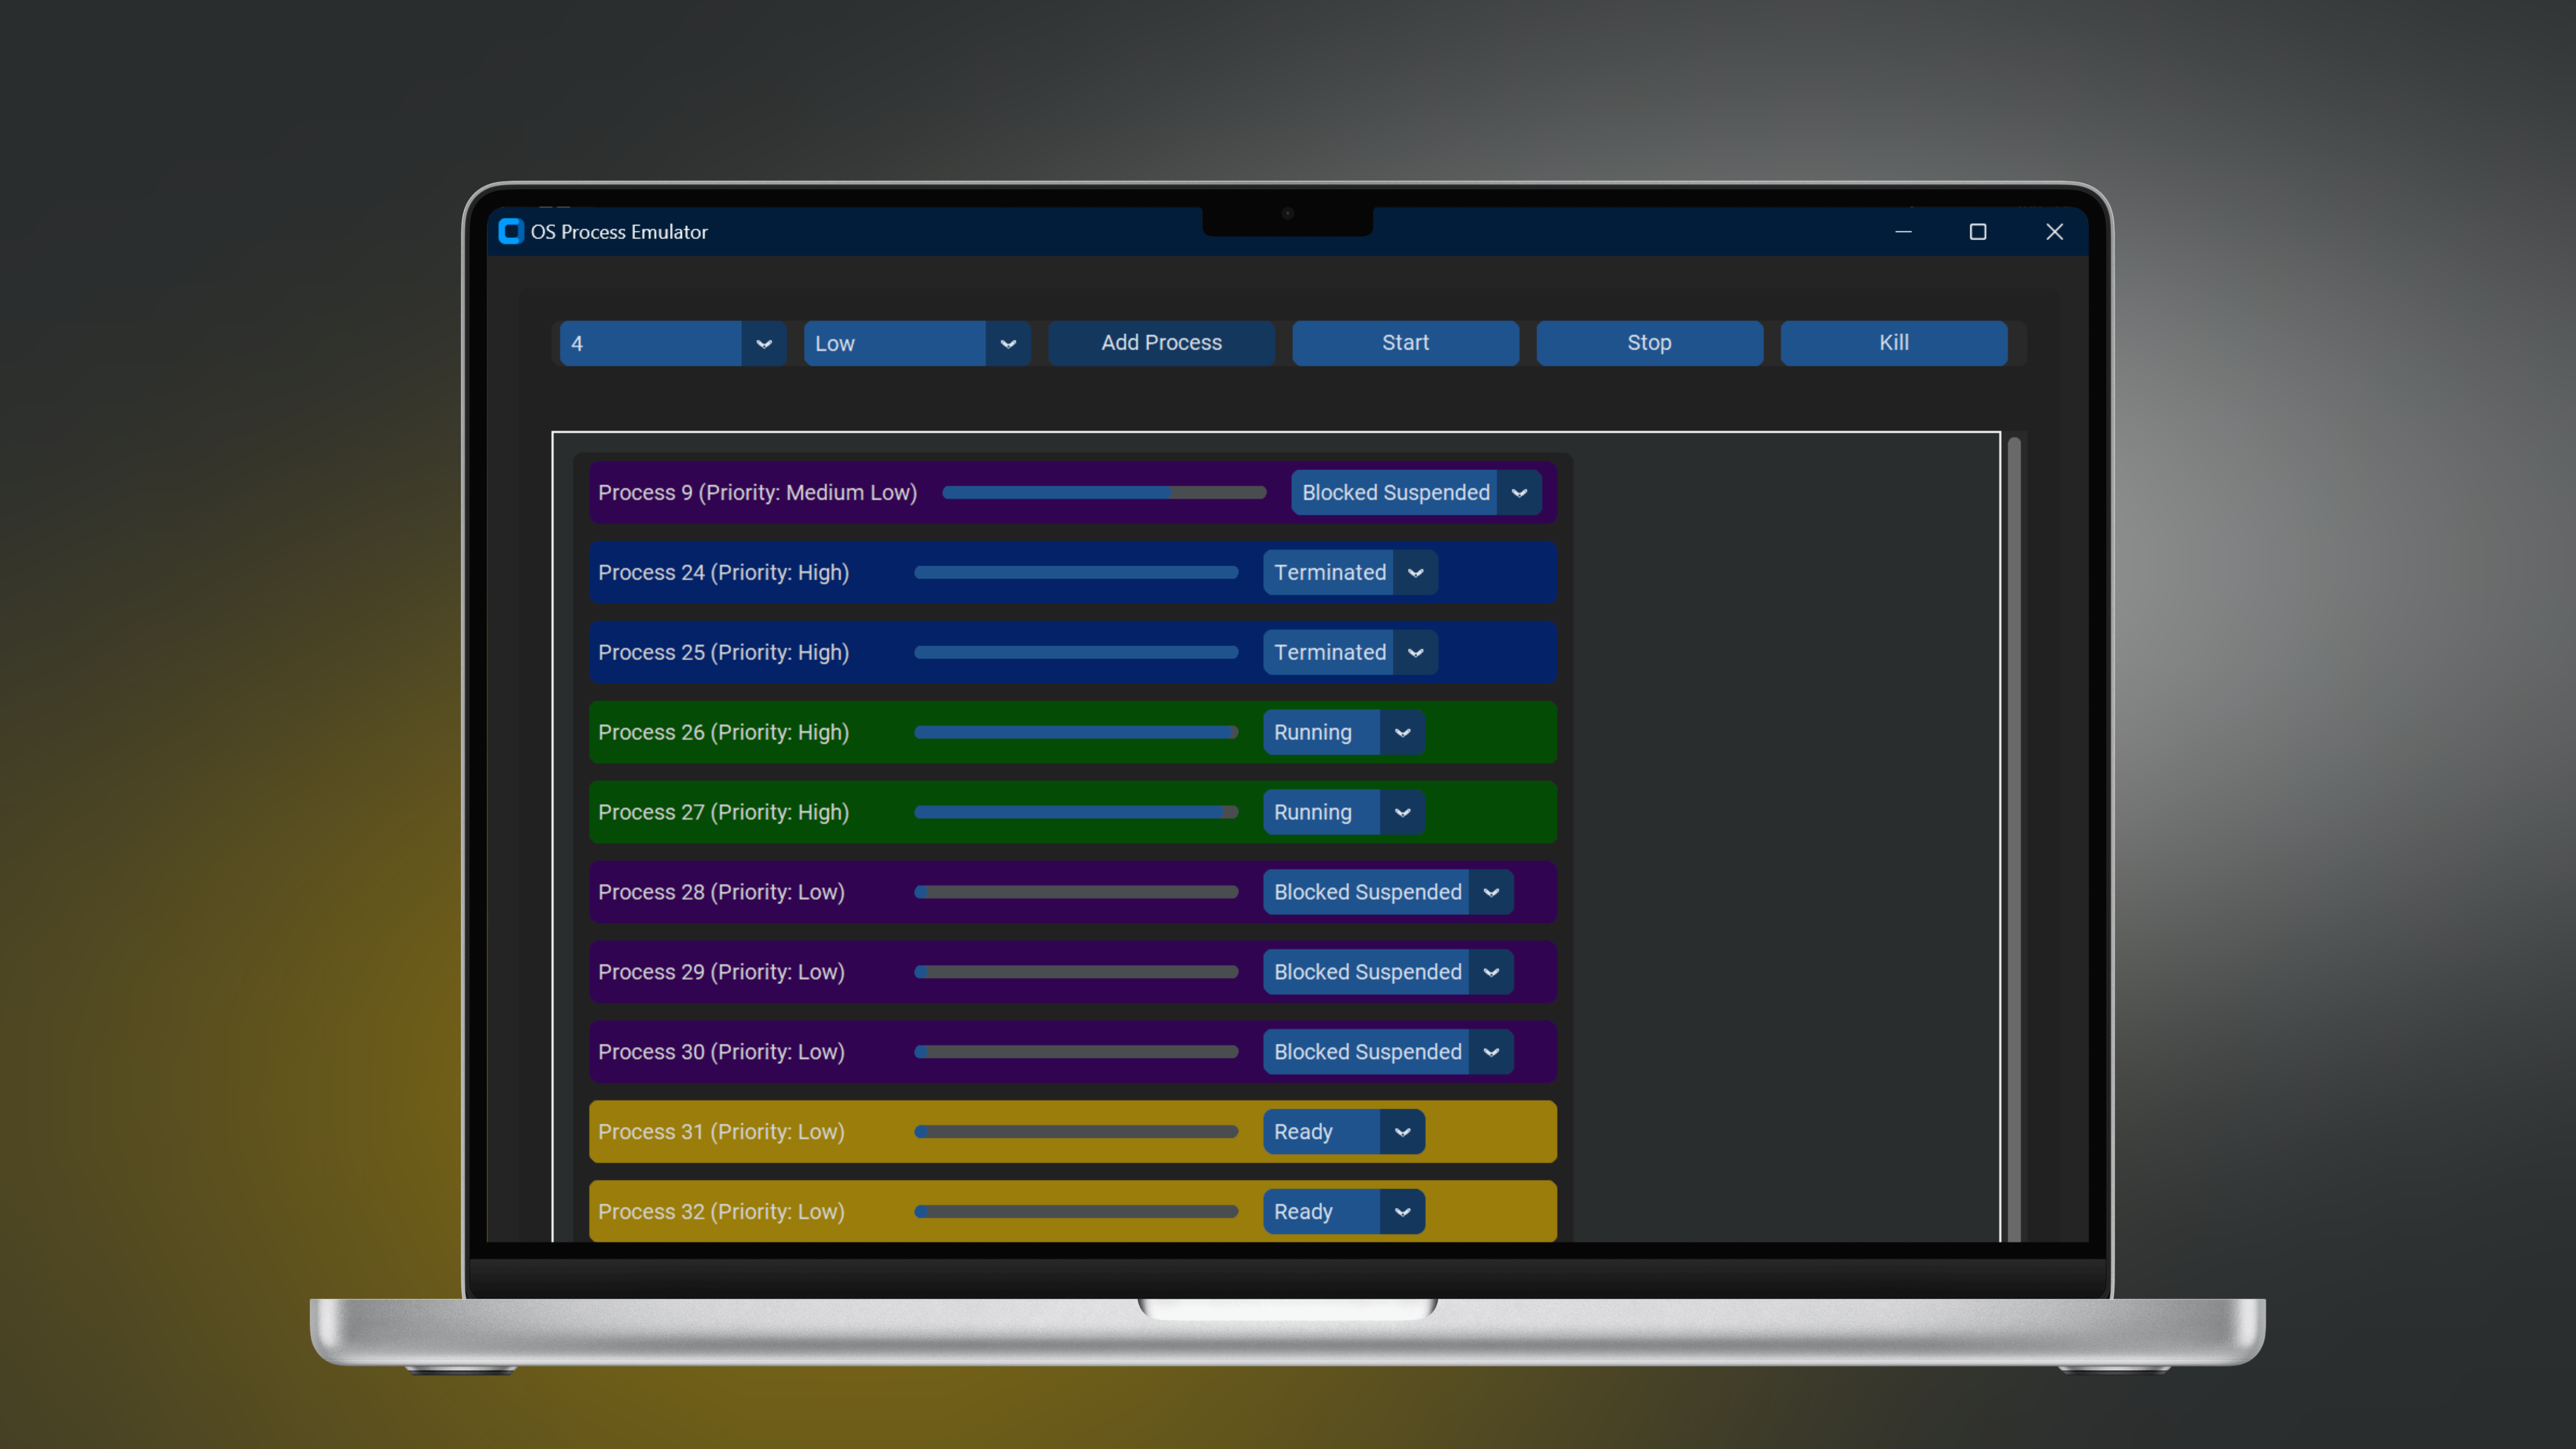 OS Process Emulator
4 Low Add Process Start Stop Kill
Process 9 (Priority: Medium Low) Blocked Suspended
Process 24 (Priority: High) Terminated
Process 25 (Priority: High) Terminated
Process 26 (Priority: High) Running
Process 27 (Priority: High) Running
Process 28 (Priority: Low) Blocked Suspended
Process 29 (Priority: Low) Blocked Suspended
Process 30 (Priority: Low) Blocked Suspended
Process 31 (Priority: Low) Ready
Process 32 (Priority: Low) Ready